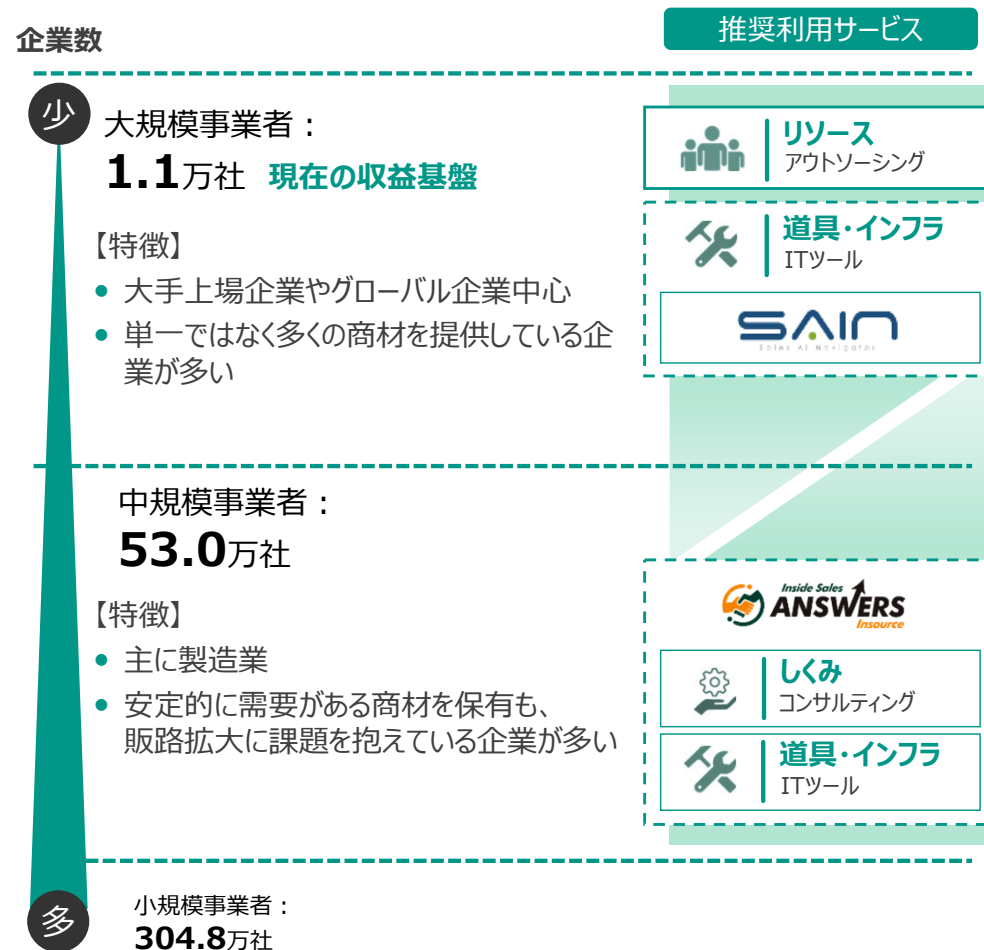 企業数
推奨利用サービス
少
大規模事業者：
1.1万社 現在の収益基盤
【特徴】
• 大手上場企業やグローバル企業中心
• 単一ではなく多くの商材を提供している企
業が多い
リソース
アウトソーシング
道具・インフラ
ITツール
SAIN
Sales AI Navigator
中規模事業者：
53.0万社
【特徴】
• 主に製造業
• 安定的に需要がある商材を保有も、
販路拡大に課題を抱えている企業が多い
Inside Sales
ANSWERS
Insource
しくみ
コンサルティング
道具・インフラ
ITツール
多
小規模事業者：
304.8万社